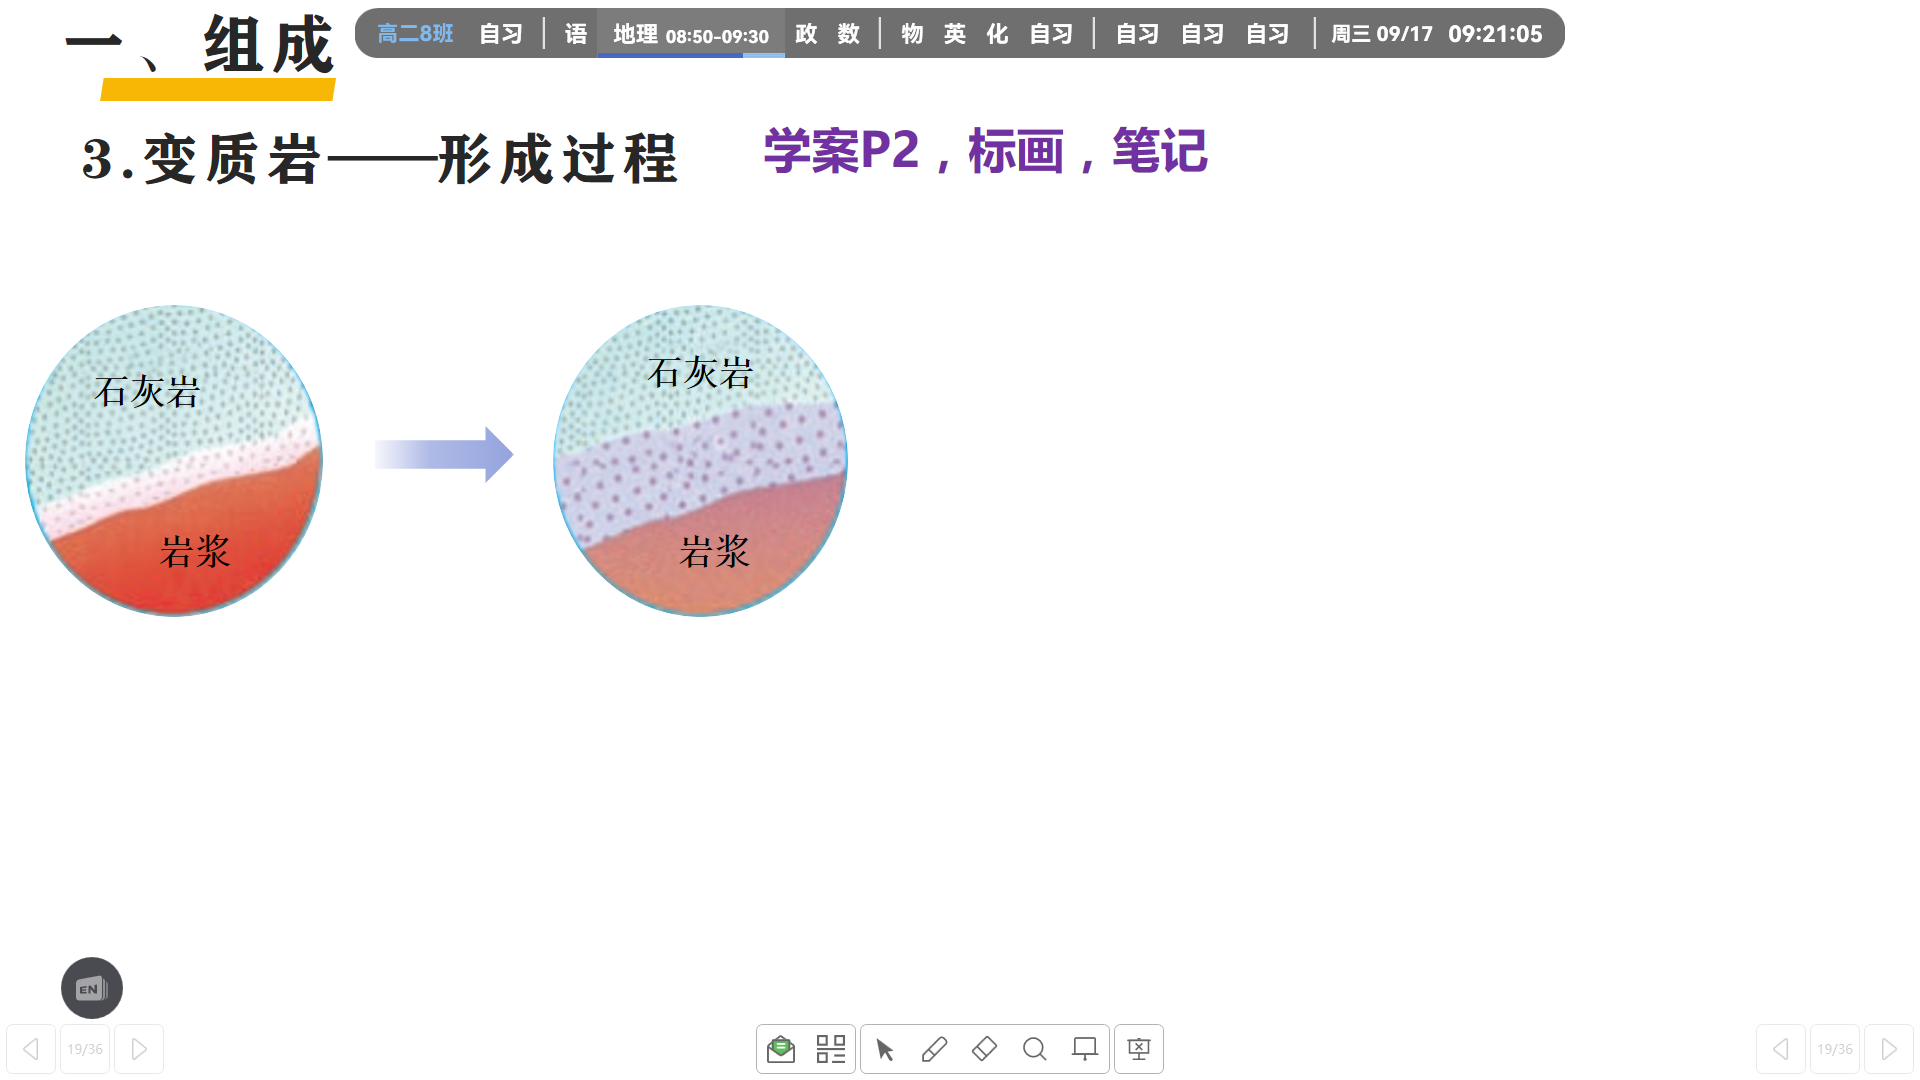 一、组成
高二8班 自习 | 语 地理 08:50-09:30 政 数 | 物 英 化 自习 | 自习 自习 自习 | 周三 09/17 09:21:05
3.变质岩——形成过程 学案P2，标画，笔记
石灰岩
岩浆
石灰岩
岩浆
EN
19/36
19/36